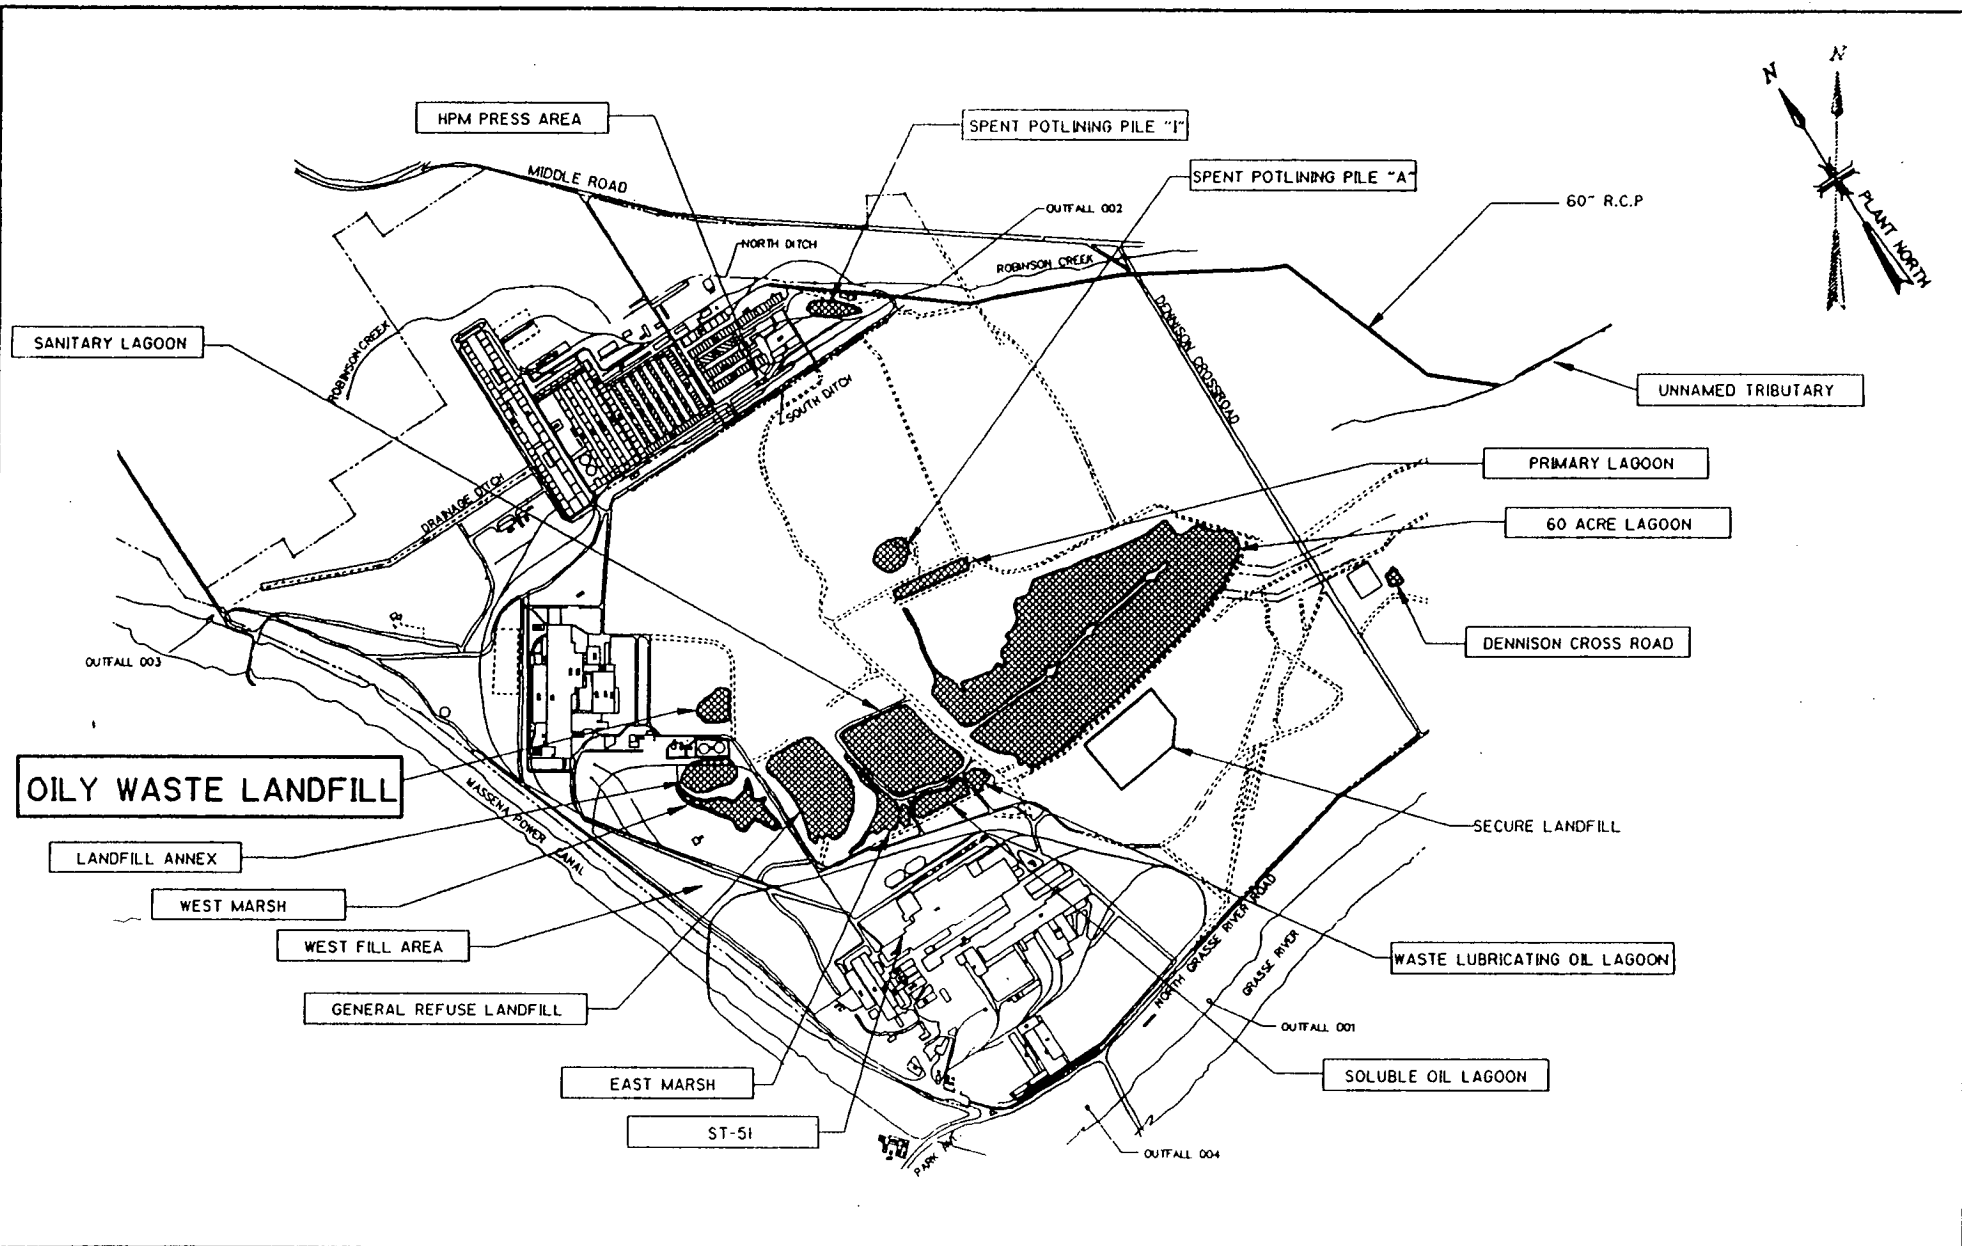 N
N
PLANT NORTH
HPM PRESS AREA
SPENT POTLINING PILE "I"
SPENT POTLINING PILE "A"
60" R.C.P
MIDDLE ROAD
OUTFALL 002
NORTH DITCH
ROBINSON CREEK
SANITARY LAGOON
ROBINSON CREEK
DENNISON CROSSROAD
UNNAMED TRIBUTARY
SOUTH DITCH
PRIMARY LAGOON
DRAINAGE DITCH
60 ACRE LAGOON
DENNISON CROSS ROAD
OUTFALL 003
OILY WASTE LANDFILL
MASSENA POWER CANAL
SECURE LANDFILL
LANDFILL ANNEX
WEST MARSH
WEST FILL AREA
NORTH GRASSE RIVER ROAD
GRASSE RIVER
WASTE LUBRICATING OIL LAGOON
GENERAL REFUSE LANDFILL
OUTFALL 001
EAST MARSH
SOLUBLE OIL LAGOON
ST-51
OUTFALL 004
PARK AVE